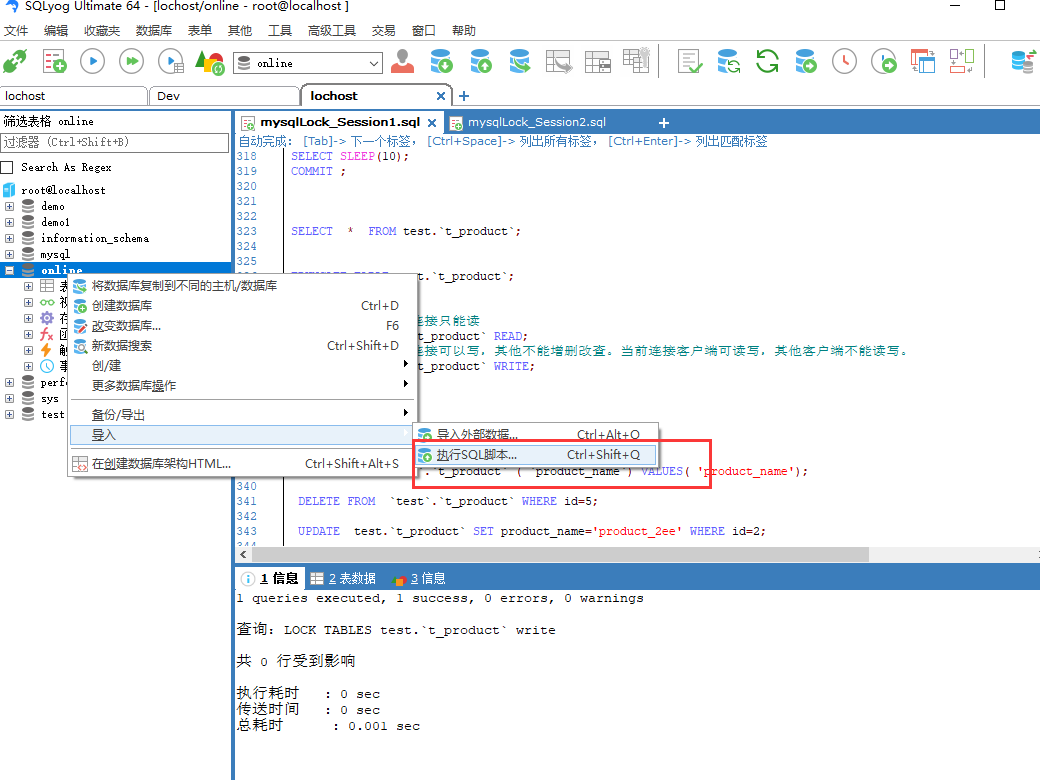 SQLyog Ultimate 64 - [lochost/online - root@localhost ]
文件 编辑 收藏夹 数据库 表单 其他 工具 高级工具 交易 窗口 帮助
online
lochost Dev lochost
筛选表格 online
过滤器 (Ctrl+Shift+B)
Search As Regex
root@localhost
demo
demo1
information_schema
mysql
online
perfo
sys
test
mysqlLock_Session1.sql mysqlLock_Session2.sql
自动完成: [Tab]-> 下一个标签, [Ctrl+Space]-> 列出所有标签, [Ctrl+Enter]-> 列出匹配标签
318 SELECT SLEEP(10);
319 COMMIT ;
320
321
322
323 SELECT * FROM test.`t_product`;
324
325
t.`t_product`;
连接只能读
t_product` READ;
连接可以写，其他不能增删改查。当前连接客户端可读写，其他客户端不能读写。
t_product` WRITE;
`.`t_product` ( `product_name`) VALUES( 'product_name');
340
341 DELETE FROM `test`.`t_product` WHERE id=5;
342
343 UPDATE test.`t_product` SET product_name='product_2ee' WHERE id=2;
344
将数据库复制到不同的主机/数据库
创建数据库 Ctrl+D
改变数据库... F6
新数据搜索 Ctrl+Shift+D
创/建
更多数据库操作
备份/导出
导入
在创建数据库架构HTML... Ctrl+Shift+Alt+S
导入外部数据... Ctrl+Alt+O
执行SQL脚本... Ctrl+Shift+Q
1 信息 2 表数据 3 信息
1 queries executed, 1 success, 0 errors, 0 warnings
查询：LOCK TABLES test.`t_product` write
共 0 行受到影响
执行耗时 : 0 sec
传送时间 : 0 sec
总耗时 : 0.001 sec